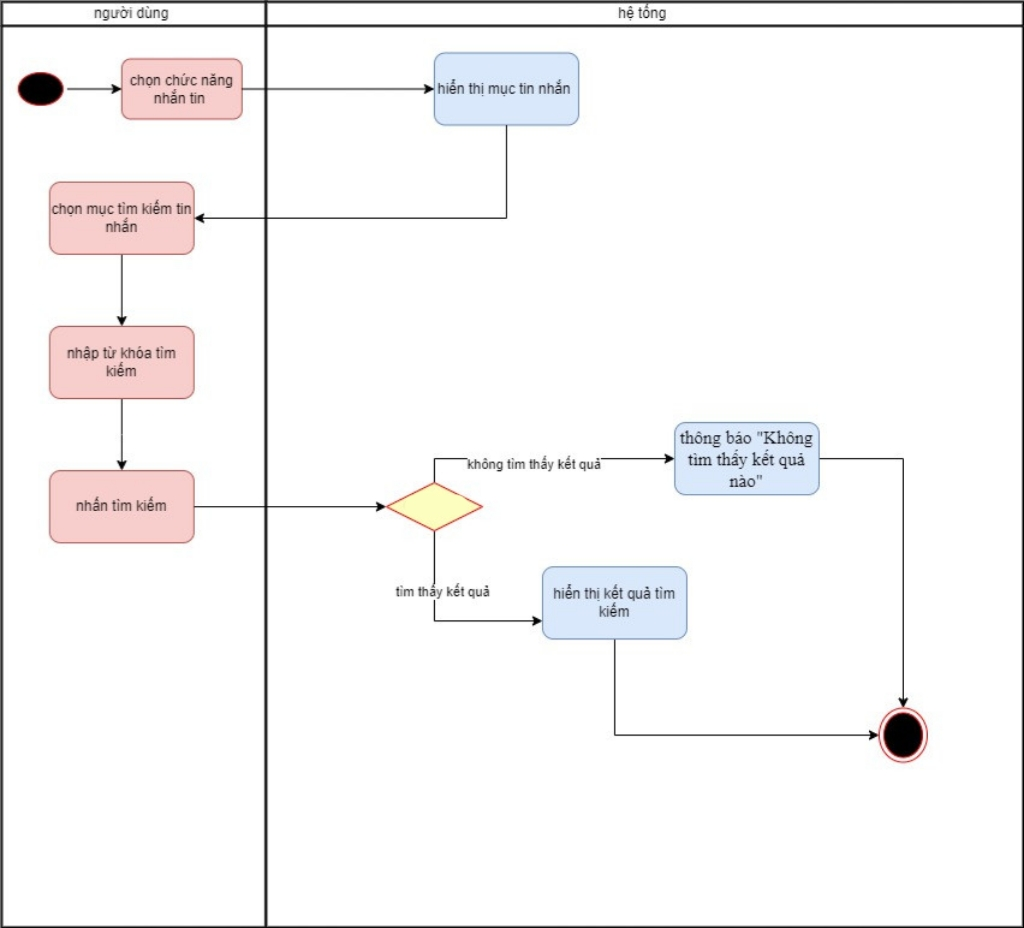 người dùng
hệ tống
chọn chức năng
nhắn tin
hiển thị mục tin nhắn
chọn mục tìm kiếm tin
nhắn
nhập từ khóa tìm
kiếm
nhấn tìm kiếm
không tìm thấy kết quả
thông báo "Không
tìm thấy kết quả
nào"
tìm thấy kết quả
hiển thị kết quả tìm
kiếm